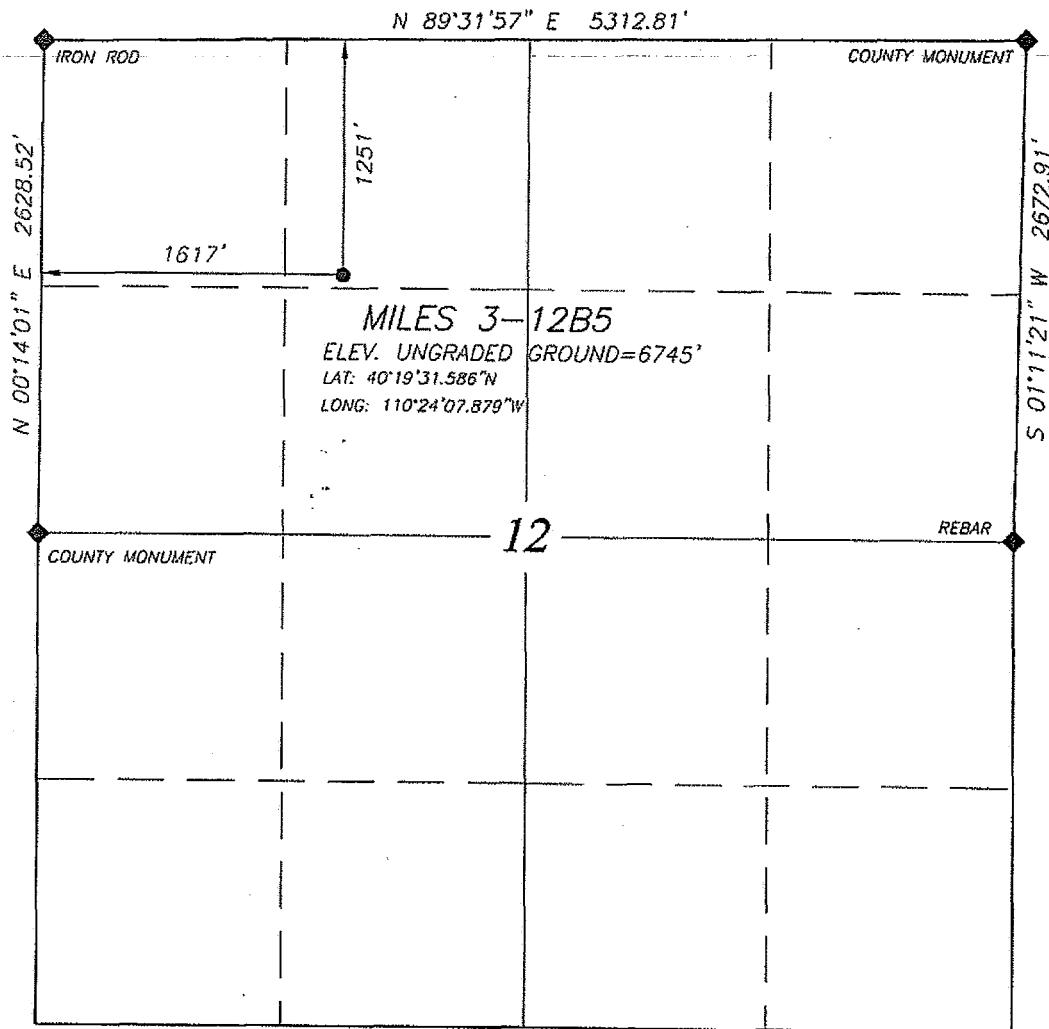 N 89°31'57" E 5312.81'
IRON ROD
COUNTY MONUMENT
N 00°14'01" E 2628.52'
1251'
S 01°11'21" W 2672.91'
1617'
MILES 3-12B5
ELEV. UNGRADED GROUND=6745'
LAT: 40°19'31.586"N
LONG: 110°24'07.879"W
12
REBAR
COUNTY MONUMENT